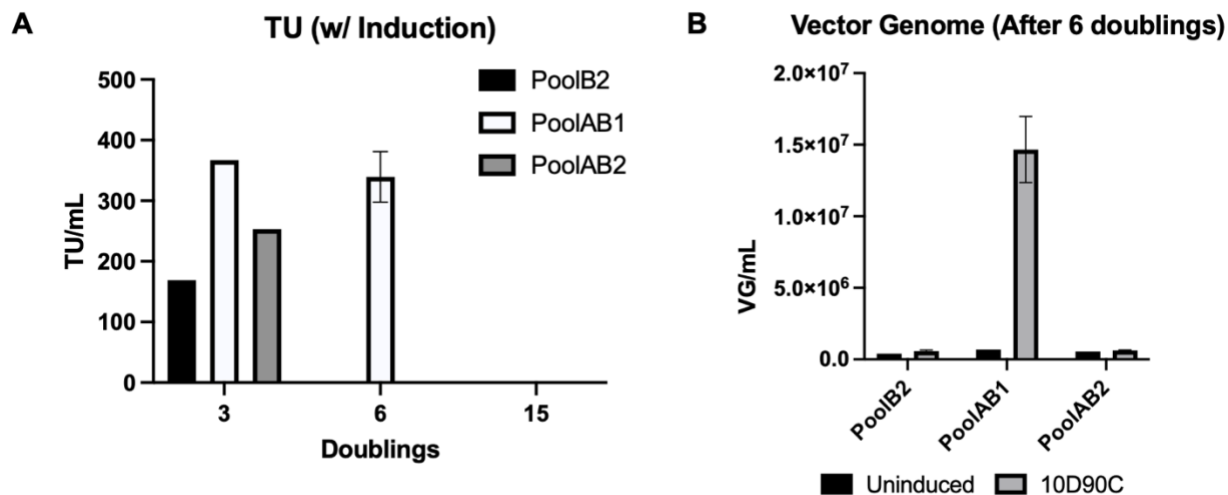 A
TU (w/ Induction)
500
400
300
200
100
0
TU/mL
PoolB2
PoolAB1
PoolAB2
3 6 15
Doublings
B
Vector Genome (After 6 doublings)
2.0×10⁷
1.5×10⁷
1.0×10⁷
5.0×10⁶
0.0
VG/mL
PoolB2
PoolAB1
PoolAB2
Uninduced 10D90C